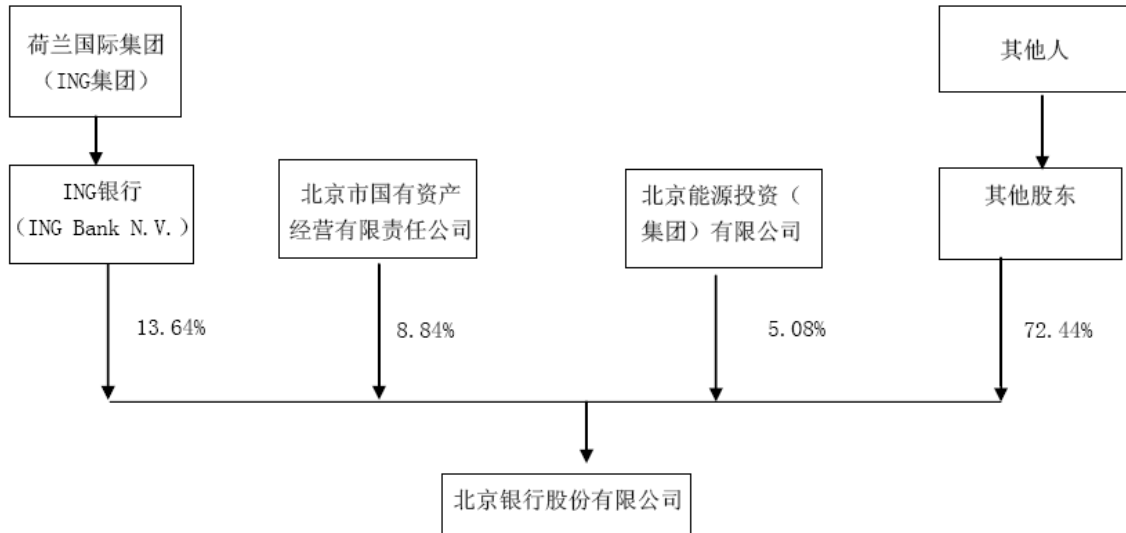 荷兰国际集团
（ING集团）
其他人
ING银行
（ING Bank N.V.）
北京市国有资产
经营有限责任公司
北京能源投资（
集团）有限公司
其他股东
13.64%
8.84%
5.08%
72.44%
北京银行股份有限公司